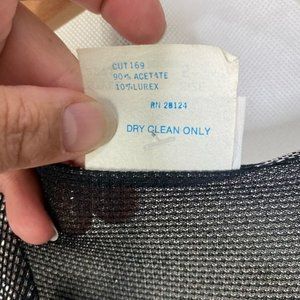 CUT 169
90% ACETATE
10% LUREX
RN 28124
DRY CLEAN ONLY